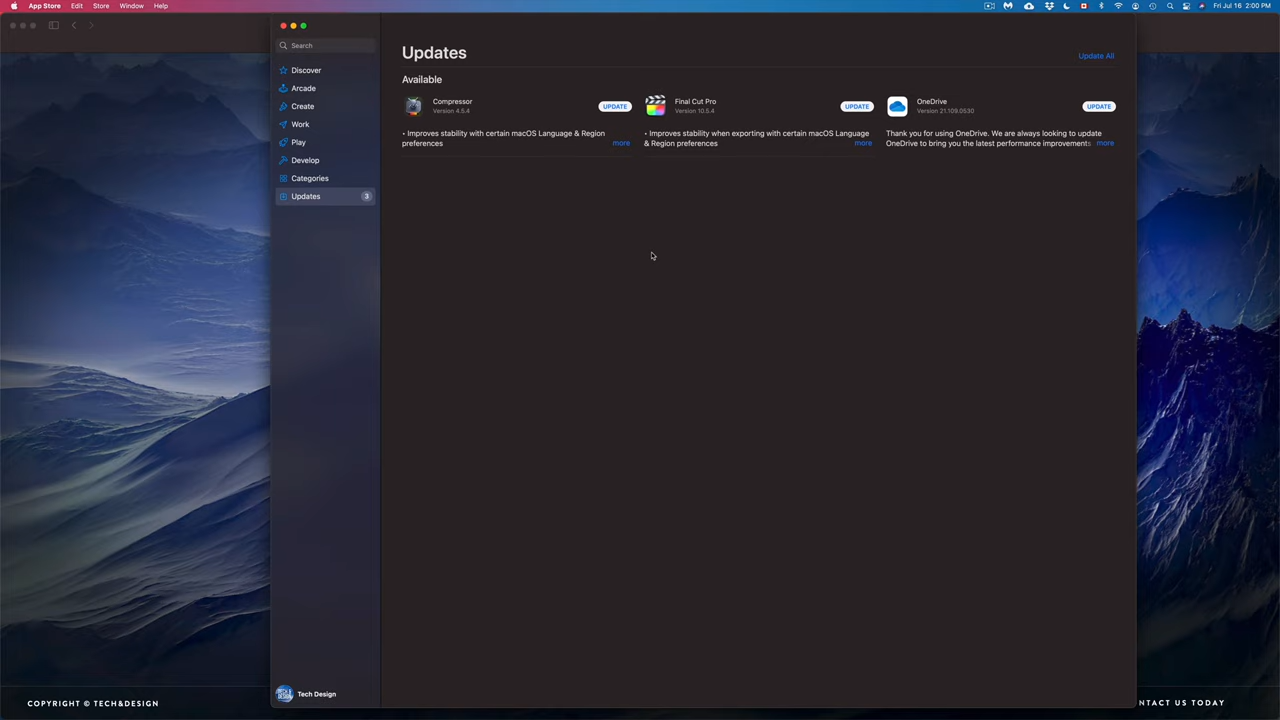 App Store Edit Store Window Help
Fri Jul 16 2:00 PM
Search
Discover
Arcade
Create
Work
Play
Develop
Categories
Updates 3
Tech Design
Updates
Update All
Available
Compressor
Version 4.5.4
UPDATE
• Improves stability with certain macOS Language & Region
preferences
more
Final Cut Pro
Version 10.5.4
UPDATE
• Improves stability when exporting with certain macOS Language
& Region preferences
more
OneDrive
Version 21.109.0530
UPDATE
Thank you for using OneDrive. We are always looking to update
OneDrive to bring you the latest performance improvements
more
COPYRIGHT © TECH&DESIGN
NTACT US TODAY